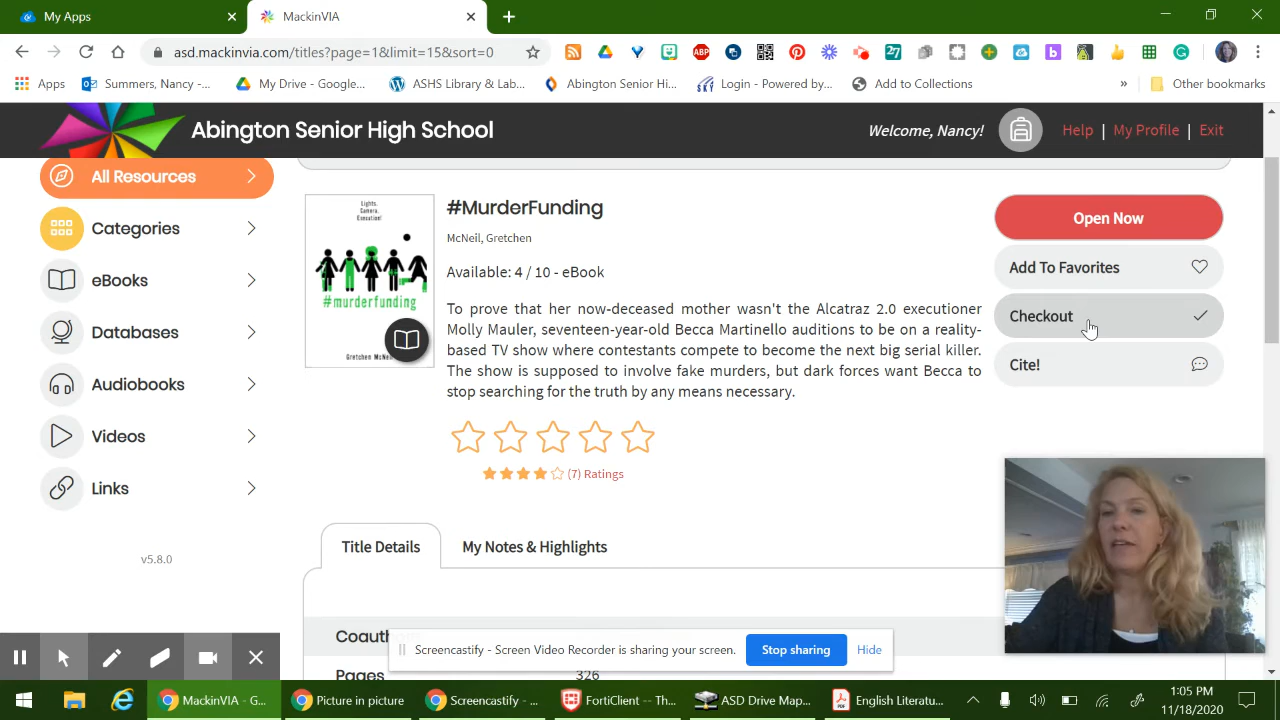 My Apps
MackinVIA
asd.mackinvia.com/titles?page=1&limit=15&sort=0
Apps
Summers, Nancy -...
My Drive - Google...
ASHS Library & Lab...
Abington Senior Hi...
Login - Powered by...
Add to Collections
»
Other bookmarks
Abington Senior High School
Welcome, Nancy!
Help | My Profile | Exit
All Resources
Categories
eBooks
Databases
Audiobooks
Videos
Links
v5.8.0
Lights.
Camera.
Execution!
#murderfunding
Gretchen McNe
#MurderFunding
McNeil, Gretchen
Available: 4 / 10 - eBook
To prove that her now-deceased mother wasn't the Alcatraz 2.0 executioner
Molly Mauler, seventeen-year-old Becca Martinello auditions to be on a reality-
based TV show where contestants compete to become the next big serial killer.
The show is supposed to involve fake murders, but dark forces want Becca to
stop searching for the truth by any means necessary.
(7) Ratings
Open Now
Add To Favorites
Checkout
Cite!
Title Details
My Notes & Highlights
Pages
326
Screencastify - Screen Video Recorder is sharing your screen.
Stop sharing
Hide
MackinVIA - G...
Picture in picture
Screencastify - ...
FortiClient -- Th...
ASD Drive Map...
English Literatu...
1:05 PM
11/18/2020